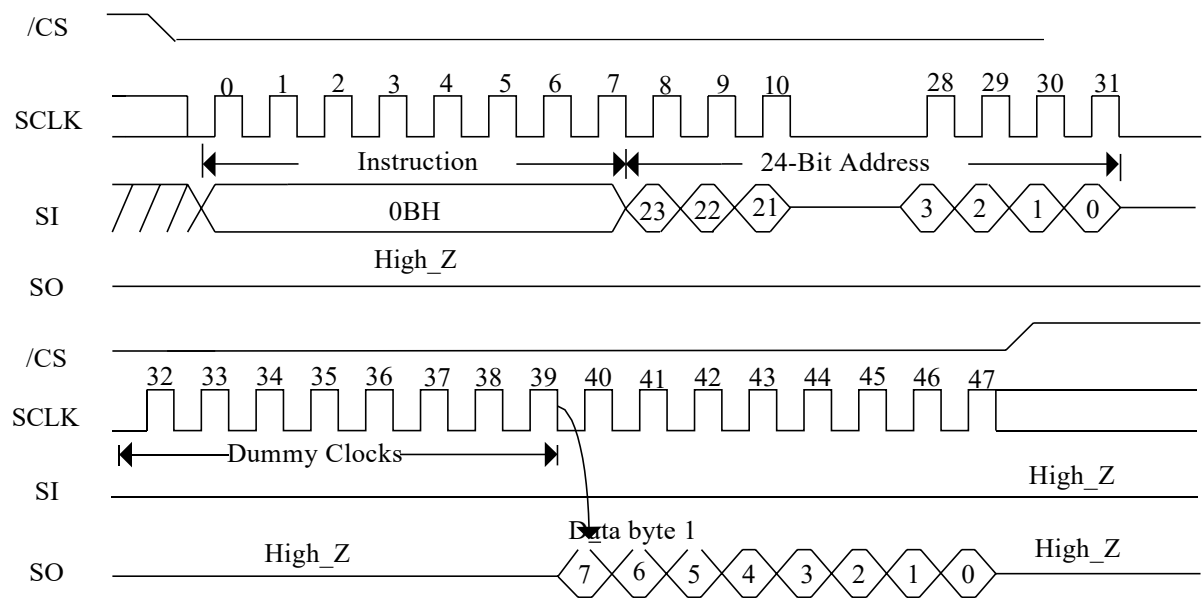 /CS
0 1 2 3 4 5 6 7 8 9 10 28 29 30 31
SCLK
Instruction 24-Bit Address
SI 0BH 23 22 21 3 2 1 0
High_Z
SO
/CS
32 33 34 35 36 37 38 39 40 41 42 43 44 45 46 47
SCLK
Dummy Clocks
SI High_Z
Data byte 1
SO High_Z 7 6 5 4 3 2 1 0 High_Z